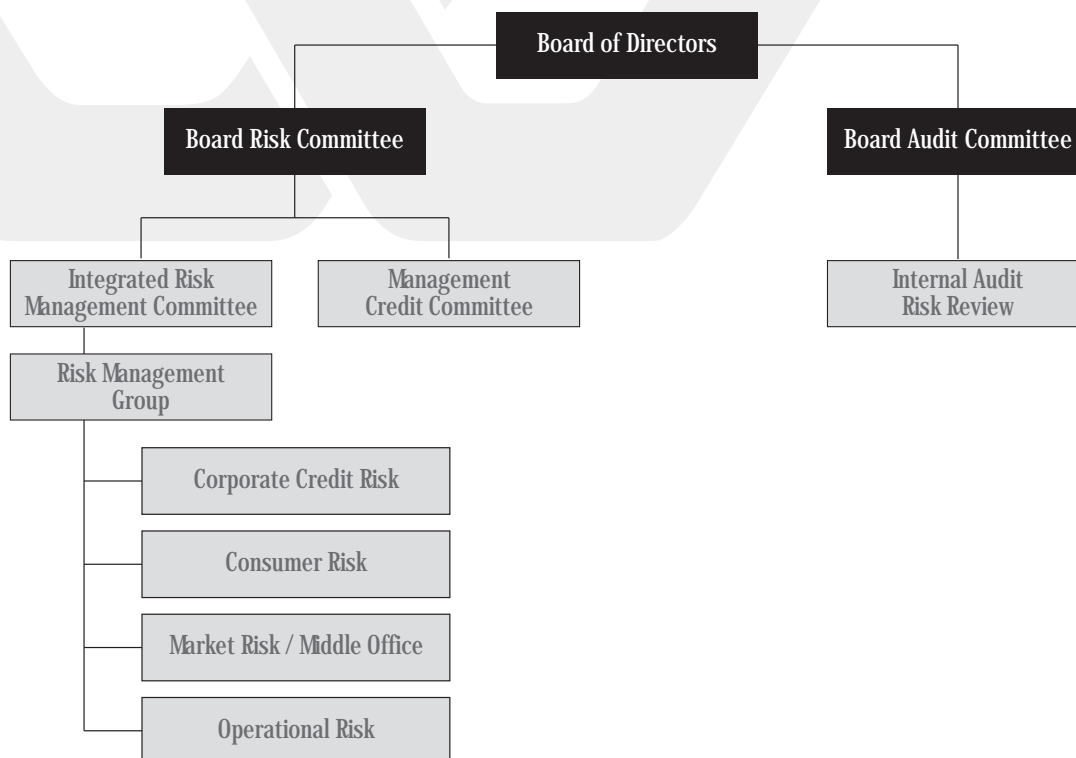 Board of Directors
Board Risk Committee
Board Audit Committee
Integrated Risk
Management Committee
Management
Credit Committee
Internal Audit
Risk Review
Risk Management
Group
Corporate Credit Risk
Consumer Risk
Market Risk / Middle Office
Operational Risk